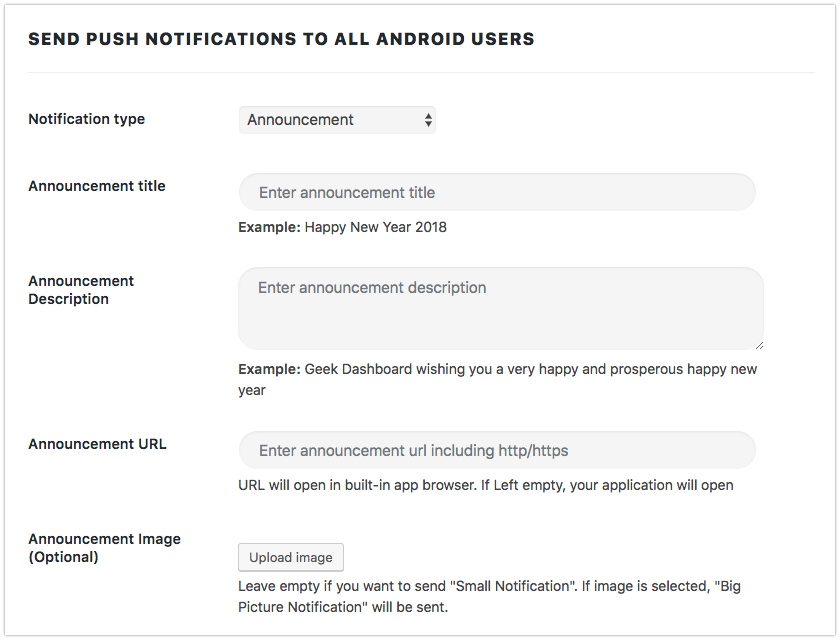 SEND PUSH NOTIFICATIONS TO ALL ANDROID USERS
Notification type
Announcement
Announcement title
Enter announcement title
Example: Happy New Year 2018
Announcement
Description
Enter announcement description
Example: Geek Dashboard wishing you a very happy and prosperous happy new
year
Announcement URL
Enter announcement url including http/https
URL will open in built-in app browser. If Left empty, your application will open
Announcement Image
(Optional)
Upload image
Leave empty if you want to send "Small Notification". If image is selected, "Big
Picture Notification" will be sent.